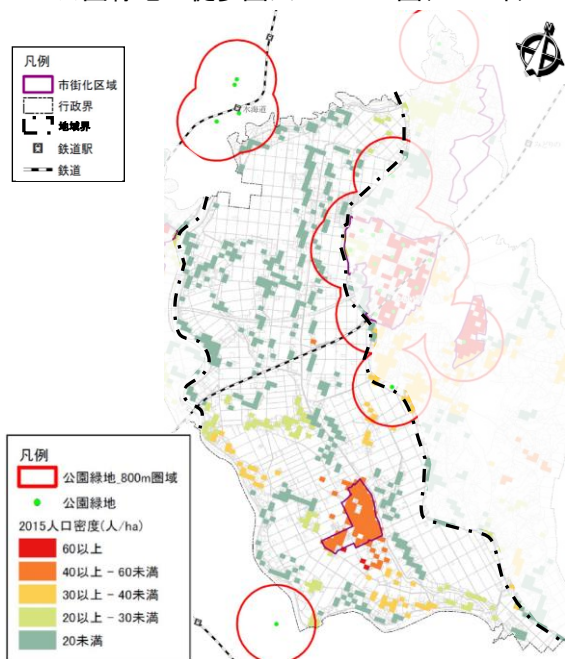 凡例
市街化区域
行政界
地域界
鉄道駅
鉄道
水海道
凡例
公園緑地_800m圏域
公園緑地
2015人口密度(人/ha)
60以上
40以上 - 60未満
30以上 - 40未満
20以上 - 30未満
20未満